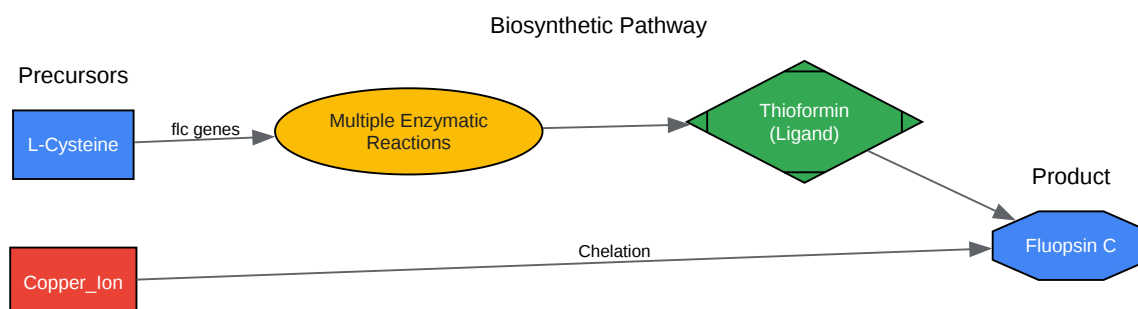 Biosynthetic Pathway
Precursors
L-Cysteine
flc genes
Multiple Enzymatic
Reactions
Thioformin
(Ligand)
Product
Fluopsin C
Copper_Ion
Chelation